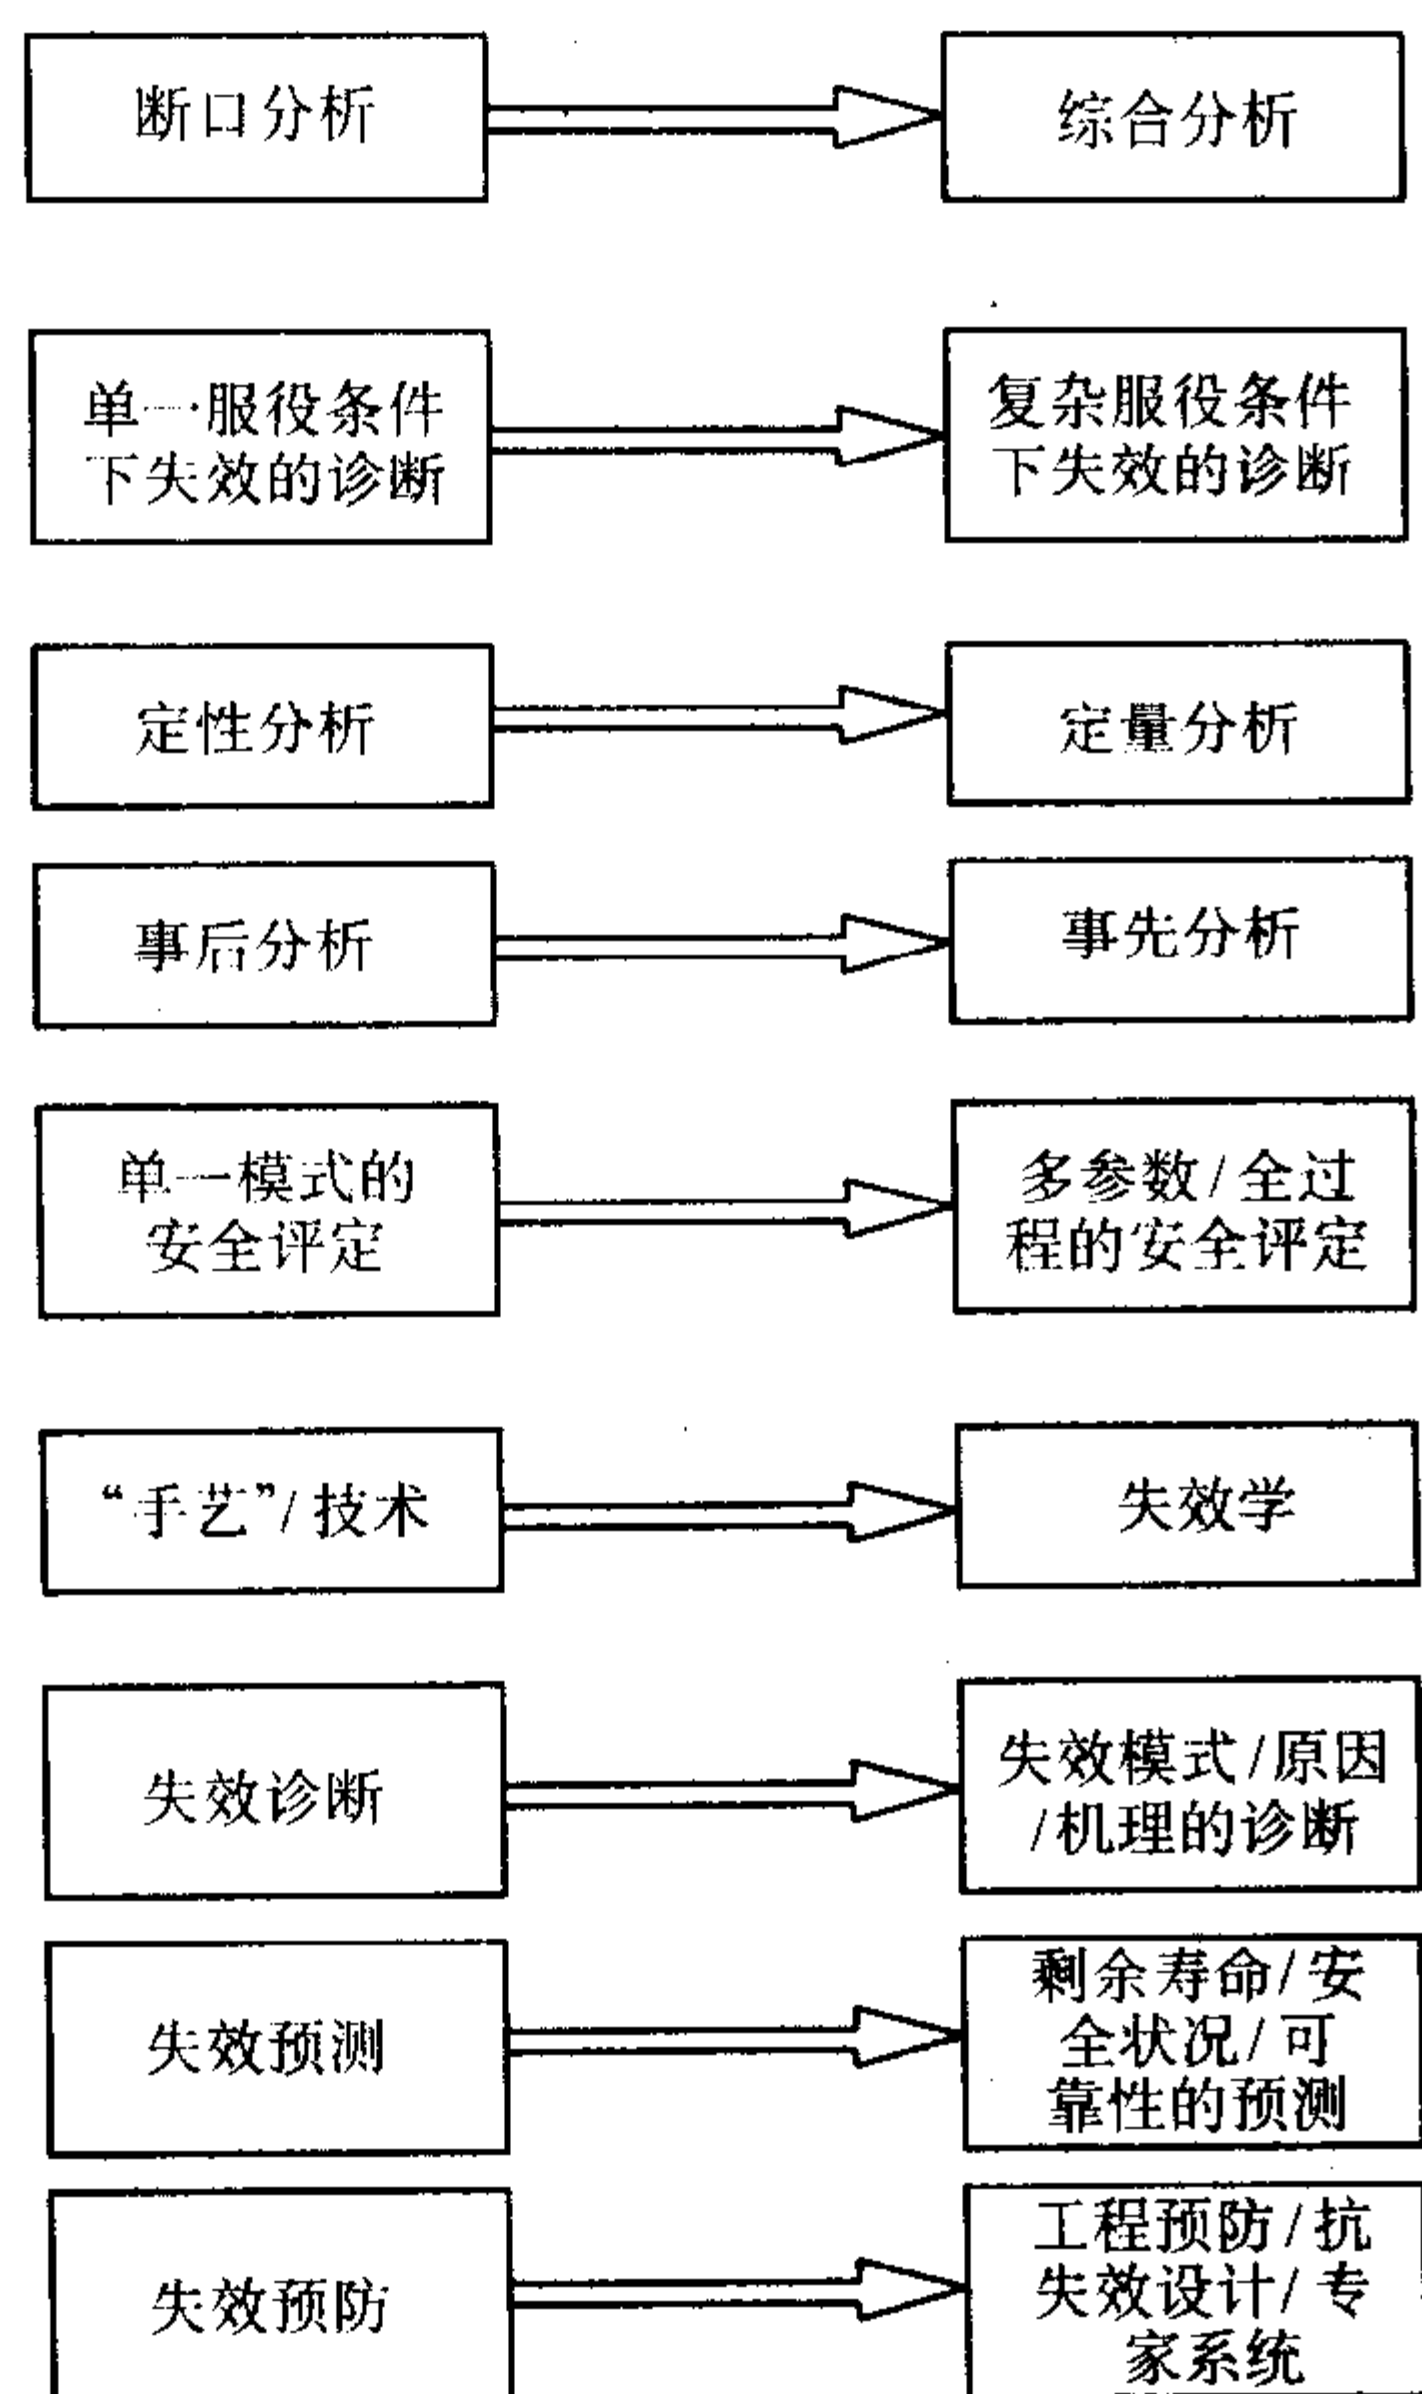 断口分析
综合分析
单一服役条件
下失效的诊断
复杂服役条件
下失效的诊断
定性分析
定量分析
事后分析
事先分析
单一模式的
安全评定
多参数/全过
程的安全评定
“手艺”/技术
失效学
失效诊断
失效模式/原因
/机理的诊断
失效预测
剩余寿命/安
全状况/可
靠性的预测
失效预防
工程预防/抗
失效设计/专
家系统